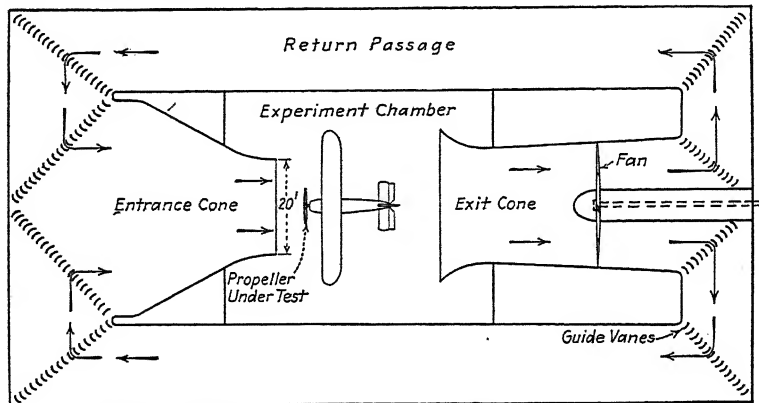 Return Passage
Experiment Chamber
Entrance Cone
20'
Propeller
Under Test
Exit Cone
Fan
Guide Vanes